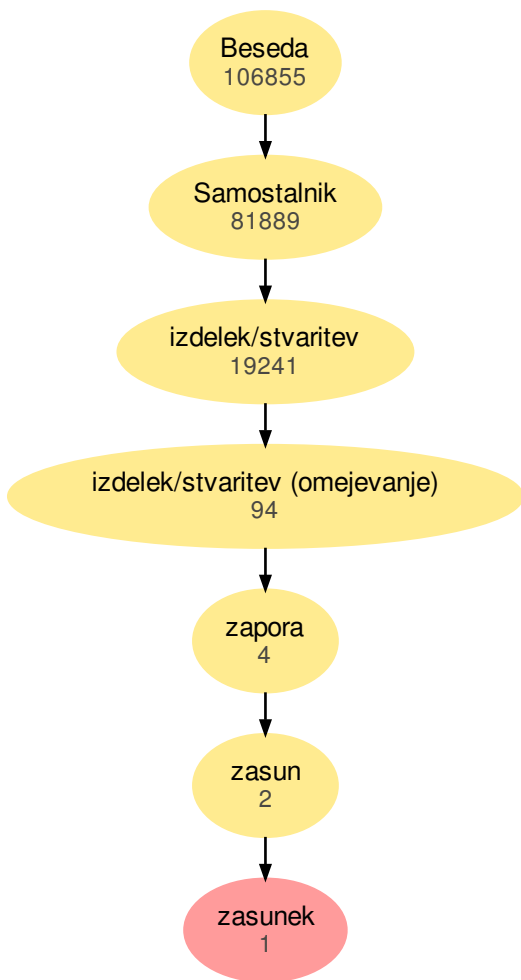 Beseda
106855
Samostalnik
81889
izdelek/stvaritev
19241
izdelek/stvaritev (omejevanje)
94
zapora
4
zasun
2
zasunek
1